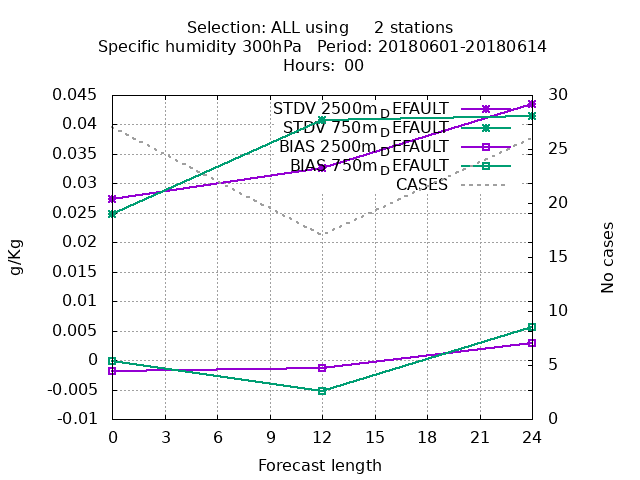 Selection: ALL using 2 stations
Specific humidity 300hPa Period: 20180601-20180614
Hours: 00
0.045
0.04
0.035
0.03
0.025
0.02
0.015
0.01
0.005
0
-0.005
-0.01
g/Kg
STDV 2500m_DEFAULT
STDV 750m_DEFAULT
BIAS 2500m_DEFAULT
BIAS 750m_DEFAULT
CASES
30
25
20
15
10
5
0
No cases
0 3 6 9 12 15 18 21 24
Forecast length